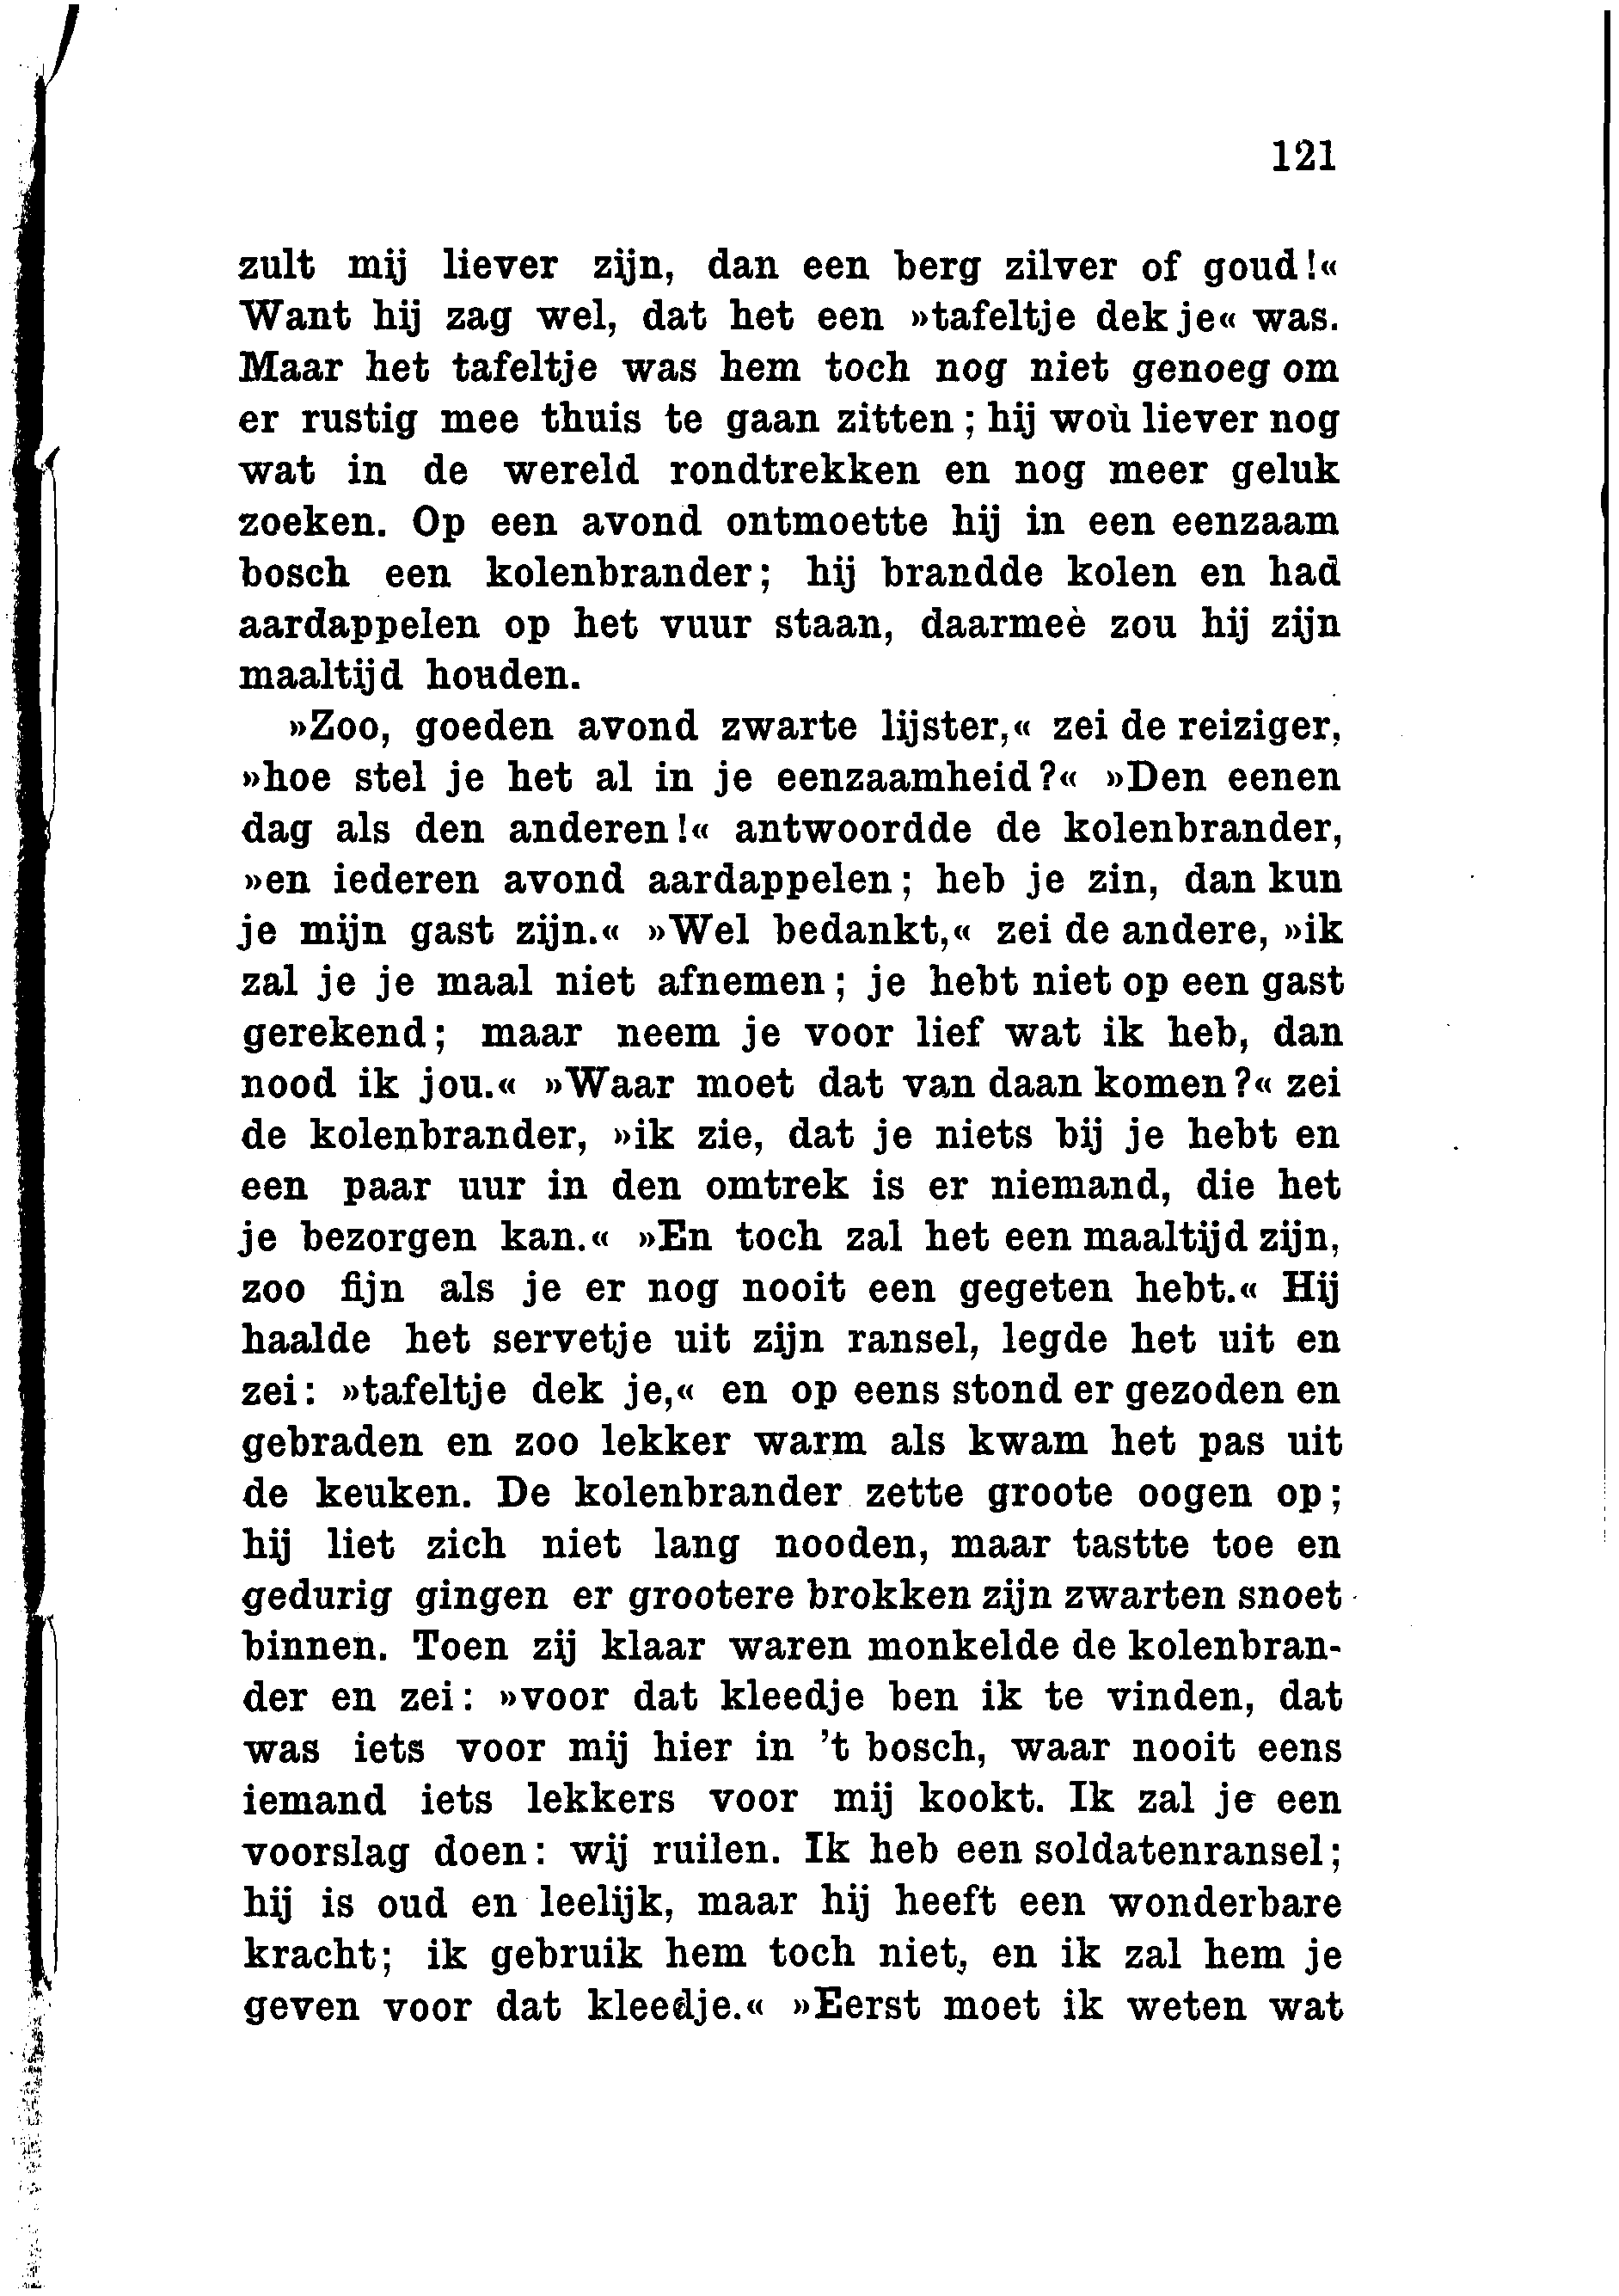 121
zult mij liever zijn, dan een berg zilver of goud!«
Want hij zag wel, dat het een »tafeltje dek je« was.
Maar het tafeltje was hem toch nog niet genoeg om
er rustig mee thuis te gaan zitten; hij woù liever nog
wat in de wereld rondtrekken en nog meer geluk
zoeken. Op een avond ontmoette hij in een eenzaam
bosch een kolenbrander; hij brandde kolen en had
aardappelen op het vuur staan, daarmeè zou hij zijn
maaltijd houden.
»Zoo, goeden avond zwarte lijster,« zei de reiziger,
»hoe stel je het al in je eenzaamheid?« »Den eenen
dag als den anderen!« antwoordde de kolenbrander,
»en iederen avond aardappelen; heb je zin, dan kun
je mijn gast zijn.« »Wel bedankt,« zei de andere, »ik
zal je je maal niet afnemen; je hebt niet op een gast
gerekend; maar neem je voor lief wat ik heb, dan
nood ik jou.« »Waar moet dat van daan komen?« zei
de kolenbrander, »ik zie, dat je niets bij je hebt en
een paar uur in den omtrek is er niemand, die het
je bezorgen kan.« »En toch zal het een maaltijd zijn,
zoo fijn als je er nog nooit een gegeten hebt.« Hij
haalde het servetje uit zijn ransel, legde het uit en
zei: »tafeltje dek je,« en op eens stond er gezoden en
gebraden en zoo lekker warm als kwam het pas uit
de keuken. De kolenbrander zette groote oogen op;
hij liet zich niet lang nooden, maar tastte toe en
gedurig gingen er grootere brokken zijn zwarten snoet
binnen. Toen zij klaar waren monkelde de kolenbran-
der en zei: »voor dat kleedje ben ik te vinden, dat
was iets voor mij hier in 't bosch, waar nooit eens
iemand iets lekkers voor mij kookt. Ik zal je een
voorslag doen: wij ruilen. Ik heb een soldatenransel;
hij is oud en leelijk, maar hij heeft een wonderbare
kracht; ik gebruik hem toch niet, en ik zal hem je
geven voor dat kleedje.« »Eerst moet ik weten wat